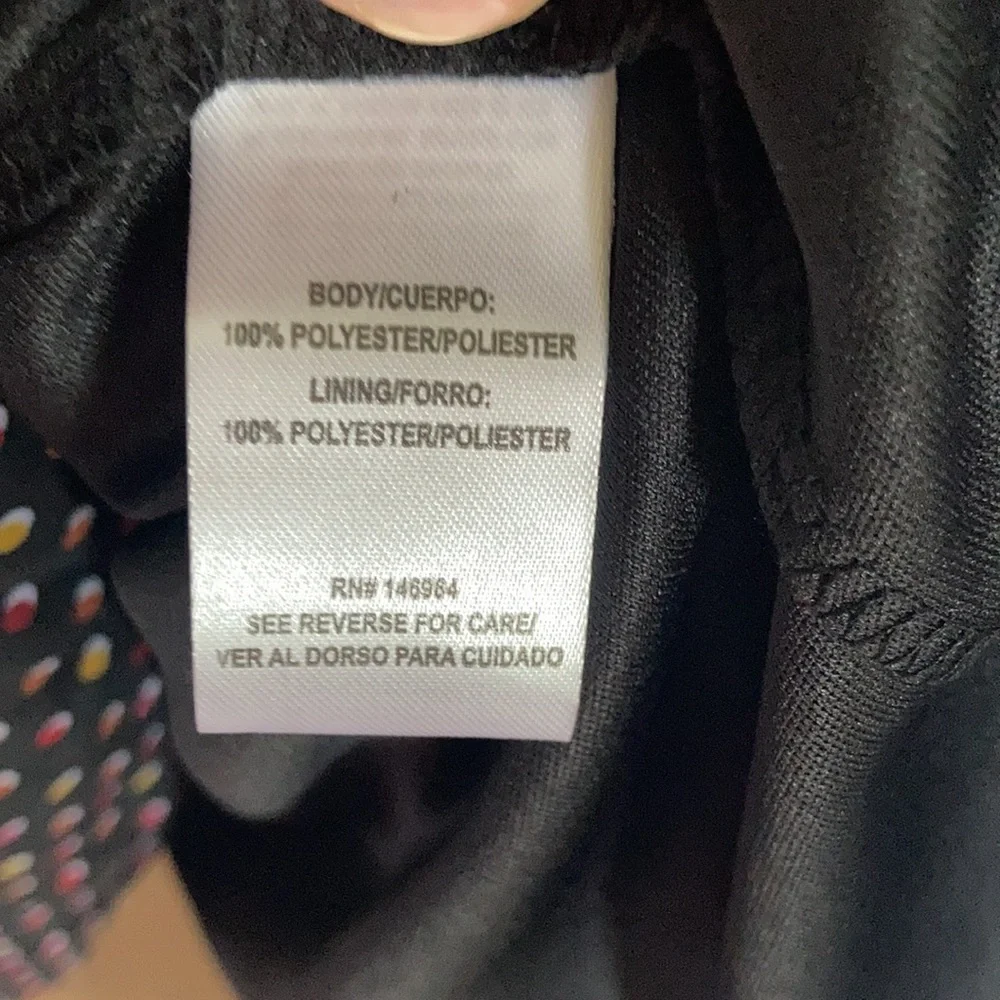 BODY/CUERPO:
100% POLYESTER/POLIESTER
LINING/FORRO:
100% POLYESTER/POLIESTER
RN# 146964
SEE REVERSE FOR CARE/
VER AL DORSO PARA CUIDADO